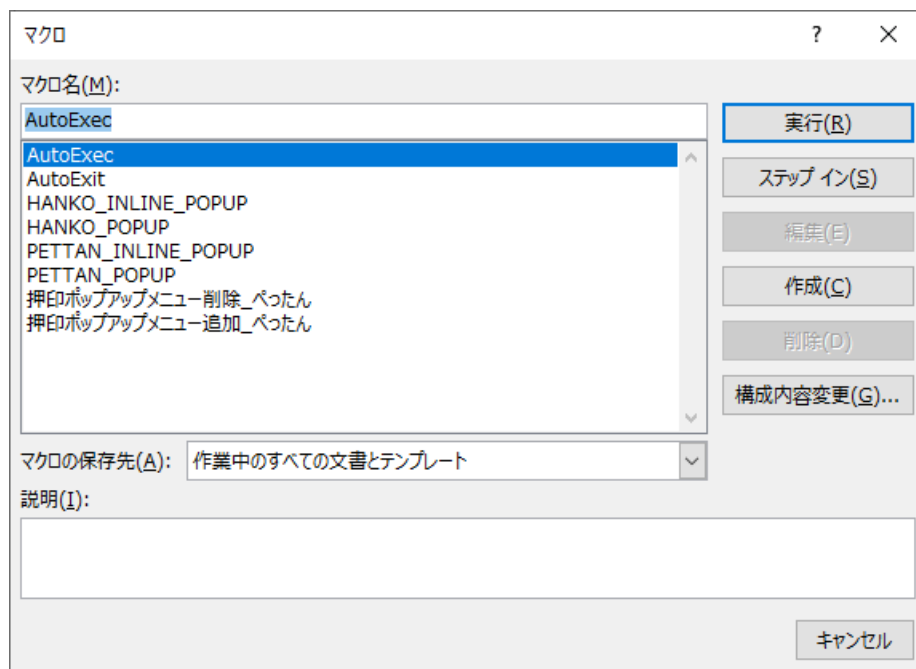 マクロ
?
マクロ名(M):
AutoExec
実行(R)
AutoExec
AutoExit
HANKO_INLINE_POPUP
HANKO_POPUP
PETTAN_INLINE_POPUP
PETTAN_POPUP
押印ポップアップメニュー削除_ぺったん
押印ポップアップメニュー追加_ぺったん
ステップ イン(S)
編集(E)
作成(C)
削除(D)
構成内容変更(G)...
マクロの保存先(A):
作業中のすべての文書とテンプレート
説明(I):
キャンセル